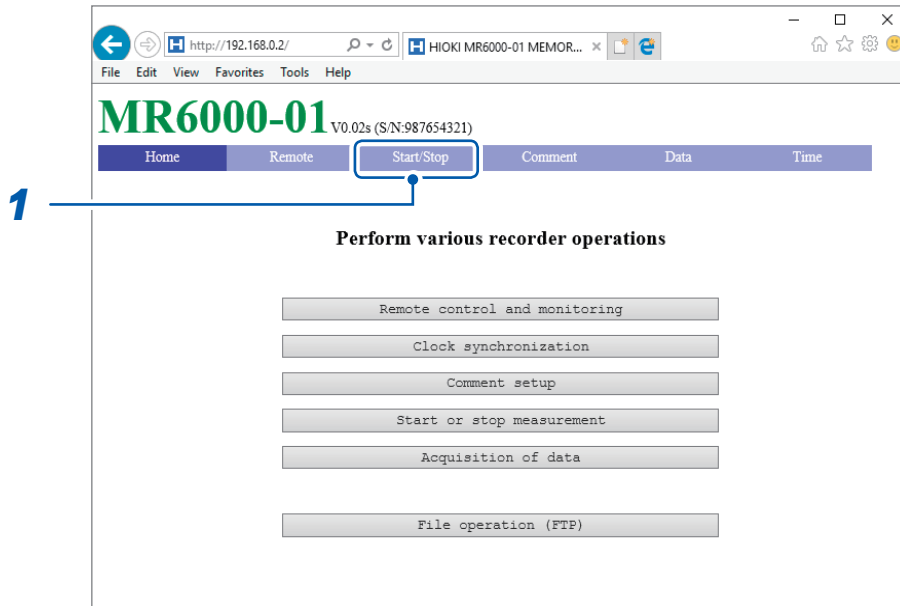 http://192.168.0.2/
HIOKI MR6000-01 MEMOR...
File Edit View Favorites Tools Help
MR6000-01 V0.02s (S/N:987654321)
Home Remote Start/Stop Comment Data Time
1
Perform various recorder operations
Remote control and monitoring
Clock synchronization
Comment setup
Start or stop measurement
Acquisition of data
File operation (FTP)